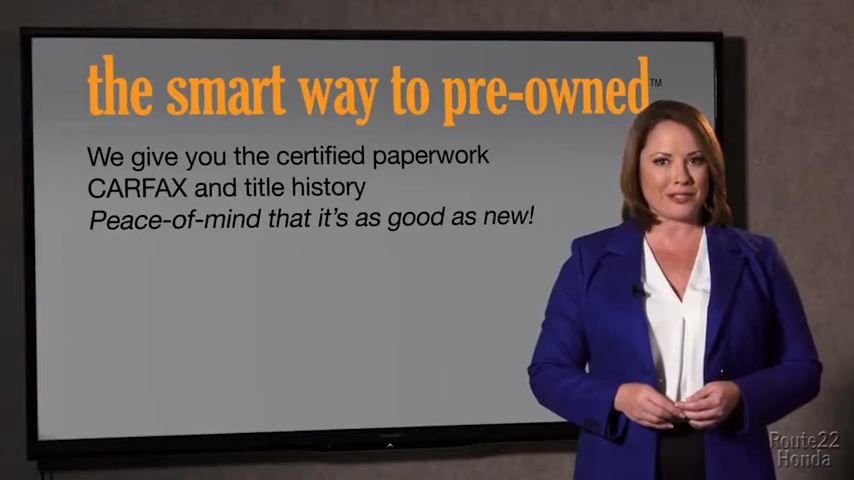 the smart way to pre-owned™
We give you the certified paperwork
CARFAX and title history
Peace-of-mind that it's as good as new!
Route22
Honda